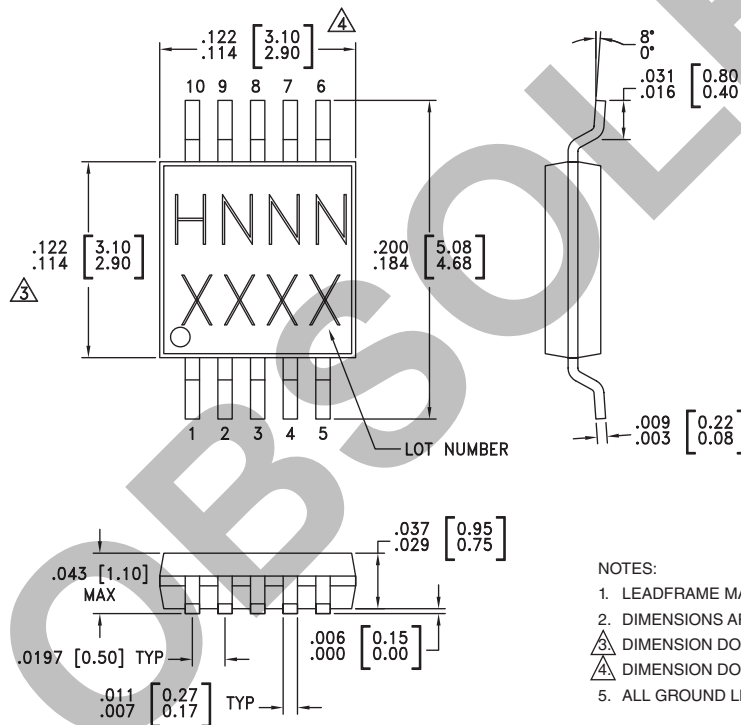 4
.122 [3.10]
.114 [2.90]
8°
0°
.031 [0.80]
.016 [0.40]
10 9 8 7 6
HNNN
XXXX
.122 [3.10]
.114 [2.90]
3
.200 [5.08]
.184 [4.68]
1 2 3 4 5
LOT NUMBER
.009 [0.22]
.003 [0.08]
.037 [0.95]
.029 [0.75]
.043 [1.10]
MAX
.006 [0.15]
.000 [0.00]
.0197 [0.50] TYP
.011 [0.27]
.007 [0.17]
TYP
NOTES:
1. LEADFRAME MA
2. DIMENSIONS AR
3. DIMENSION DO
4. DIMENSION DO
5. ALL GROUND LE
OBSOLE